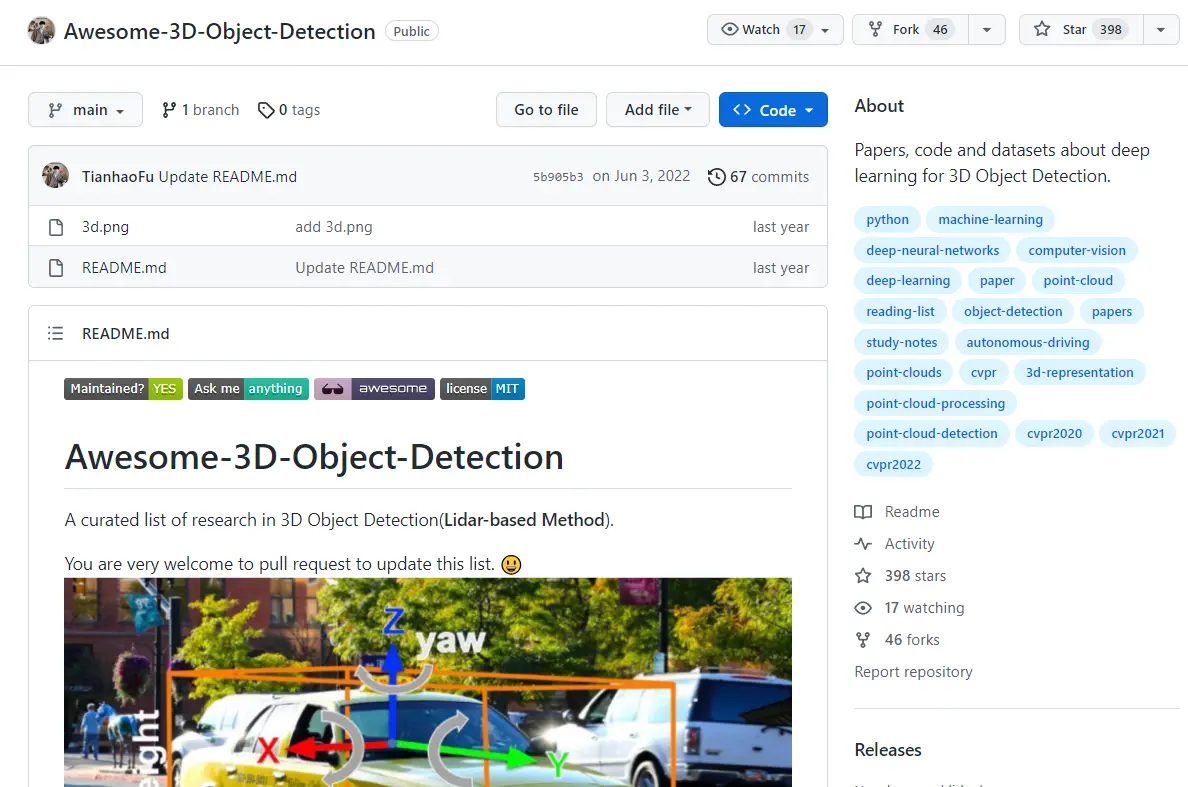 Awesome-3D-Object-Detection Public Watch 17 Fork 46 Star 398
main 1 branch 0 tags Go to file Add file Code
TianhaoFu Update README.md 5b905b3 on Jun 3, 2022 67 commits
3d.png add 3d.png last year
README.md Update README.md last year
README.md
Maintained? YES Ask me anything awesome license MIT
Awesome-3D-Object-Detection
A curated list of research in 3D Object Detection(Lidar-based Method).
You are very welcome to pull request to update this list.
Z
yaw
X
Y
About
Papers, code and datasets about deep
learning for 3D Object Detection.
python machine-learning
deep-neural-networks computer-vision
deep-learning paper point-cloud
reading-list object-detection papers
study-notes autonomous-driving
point-clouds cvpr 3d-representation
point-cloud-processing
point-cloud-detection cvpr2020 cvpr2021
cvpr2022
Readme
Activity
398 stars
17 watching
46 forks
Report repository
Releases